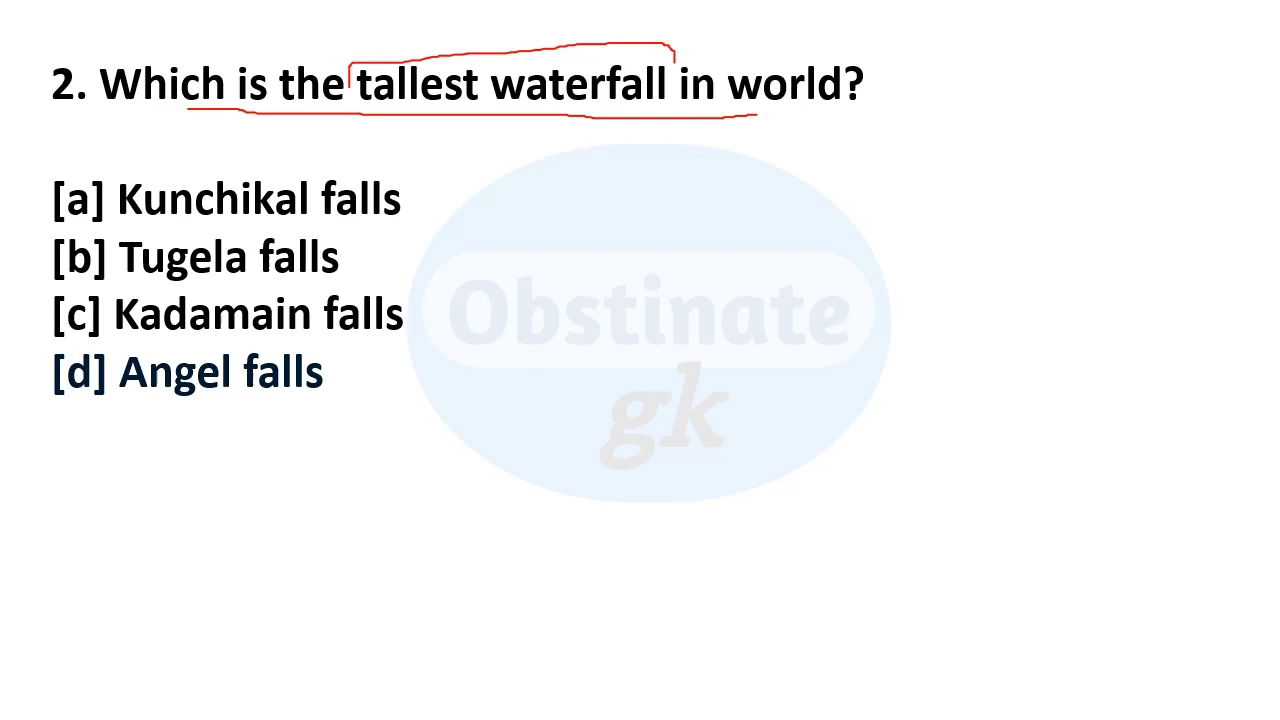 2. Which is the tallest waterfall in world?
[a] Kunchikal falls
[b] Tugela falls
[c] Kadamain falls
[d] Angel falls
Obstinate
gk